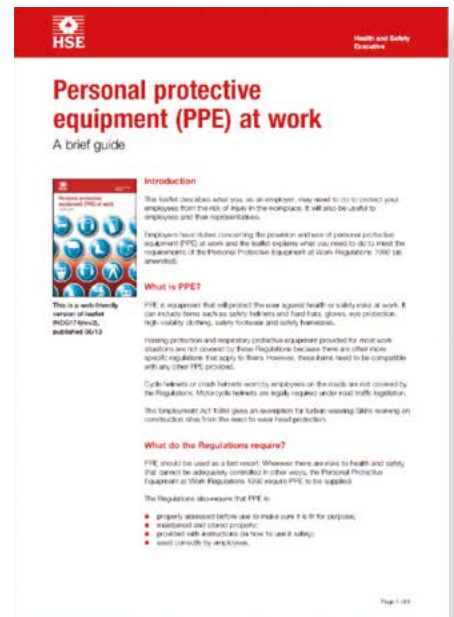 HSE
Health and Safety
Executive
Personal protective
equipment (PPE) at work
A brief guide
Personal protective
equipment (PPE) at work
This is a web-friendly
version of leaflet
INDG174(rev2),
published 06/13
Introduction
This leaflet describes what you, as an employer, may need to do to protect your
employees from the risk of injury in the workplace. It will also be useful to
employees and their representatives.
Employers have duties concerning the provision and use of personal protective
equipment (PPE) at work and the leaflet explains what you need to do to meet the
requirements of the Personal Protective Equipment at Work Regulations 1992 (as
amended).
What is PPE?
PPE is equipment that will protect the user against health or safety risks at work. It
can include items such as safety helmets and hard hats, gloves, eye protection,
high-visibility clothing, safety footwear and safety harnesses.
Hearing protection and respiratory protective equipment provided for most work
situations are not covered by these Regulations because there are other more
specific regulations that apply to them. However, these items need to be compatible
with any other PPE provided.
Cycle helmets or crash helmets worn by employees on the roads are not covered by
the Regulations. Motorcycle helmets are legally required under road traffic legislation.
The Employment Act 1989 gives an exemption for turban-wearing Sikhs working on
construction sites from the need to wear head protection.
What do the Regulations require?
PPE should be used as a last resort. Wherever there are risks to health and safety
that cannot be adequately controlled in other ways, the Personal Protective
Equipment at Work Regulations 1992 require PPE to be supplied.
The Regulations also require that PPE is:
■ properly assessed before use to make sure it is fit for purpose;
■ maintained and stored properly;
■ provided with instructions on how to use it safely;
■ used correctly by employees.